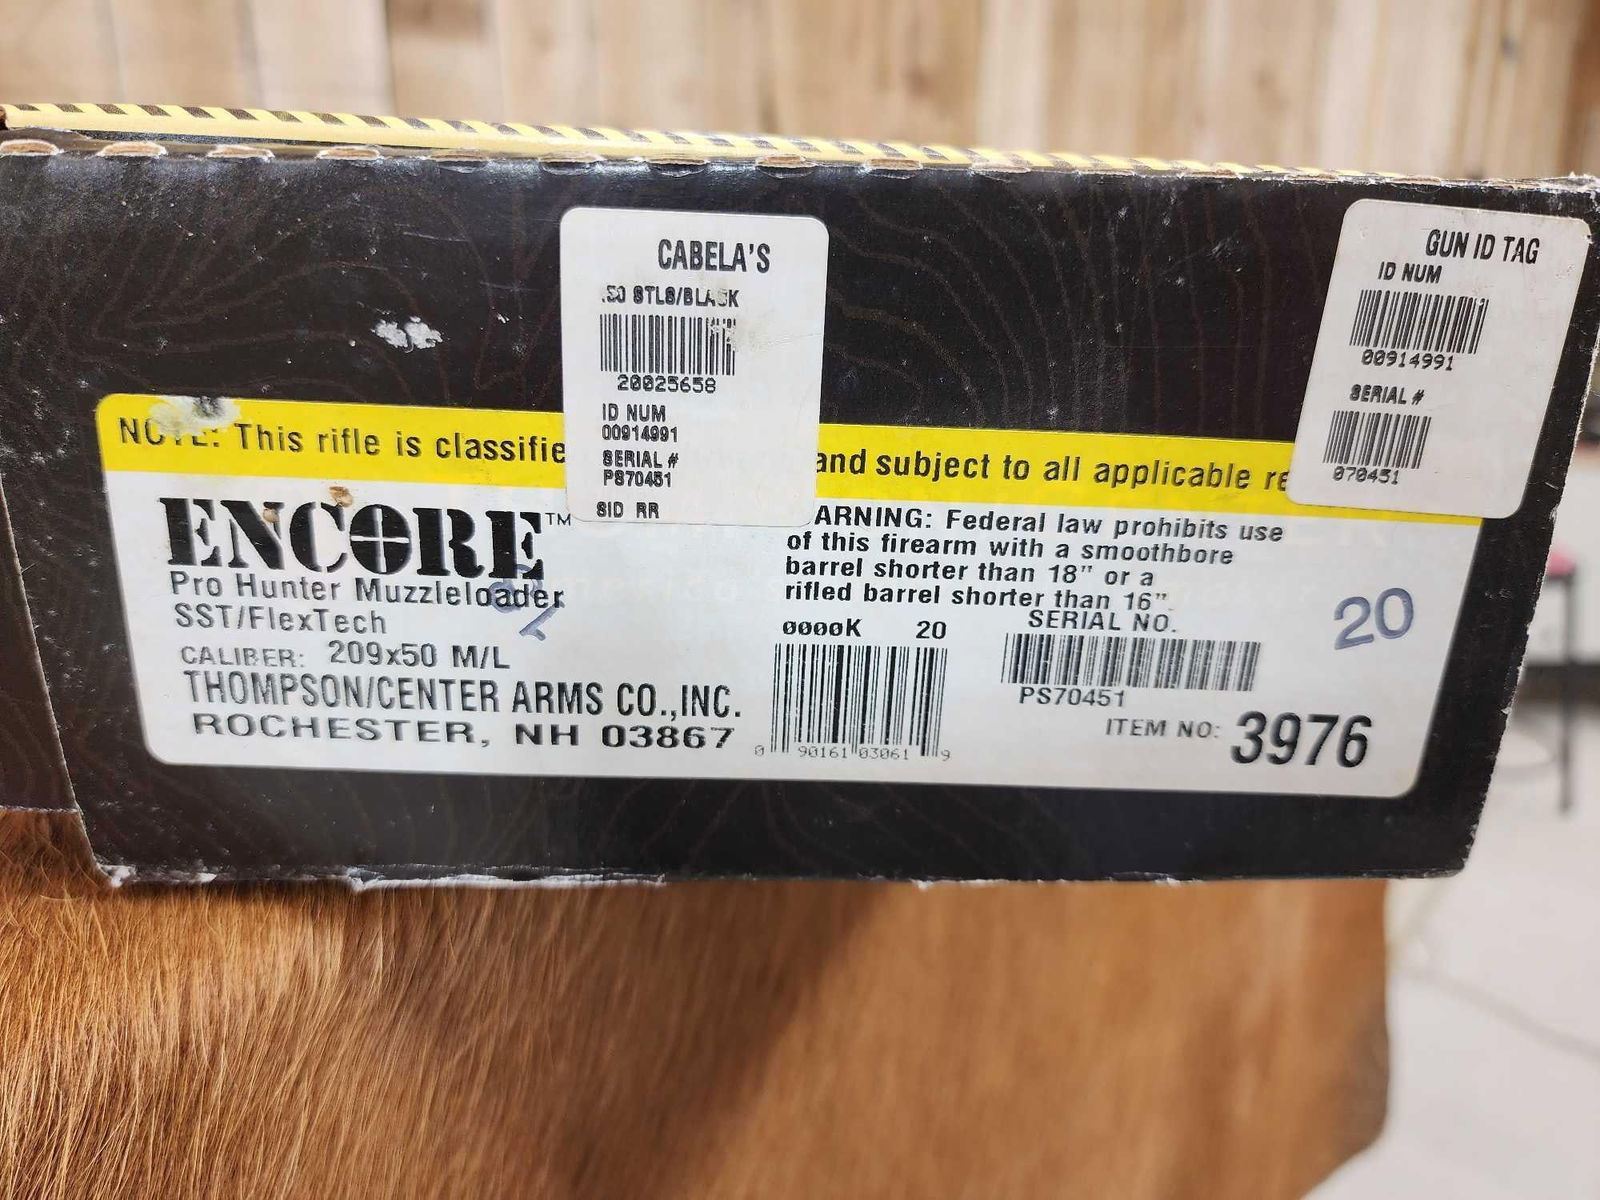 CABELA'S
.50 STLS/BLACK
20025658
ID NUM
00914991
SERIAL #
PS70451
SID RR
GUN ID TAG
ID NUM
00914991
SERIAL #
070451
NOTE: This rifle is classifie
and subject to all applicable re
ENCORE™
Pro Hunter Muzzleloader
SST/FlexTech
CALIBER: 209x50 M/L
THOMPSON/CENTER ARMS CO.,INC.
ROCHESTER, NH 03867
ARNING: Federal law prohibits use
of this firearm with a smoothbore
barrel shorter than 18" or a
rifled barrel shorter than 16".
0000K 20
0 90161 03061 9
SERIAL NO.
PS70451
ITEM NO: 3976
20